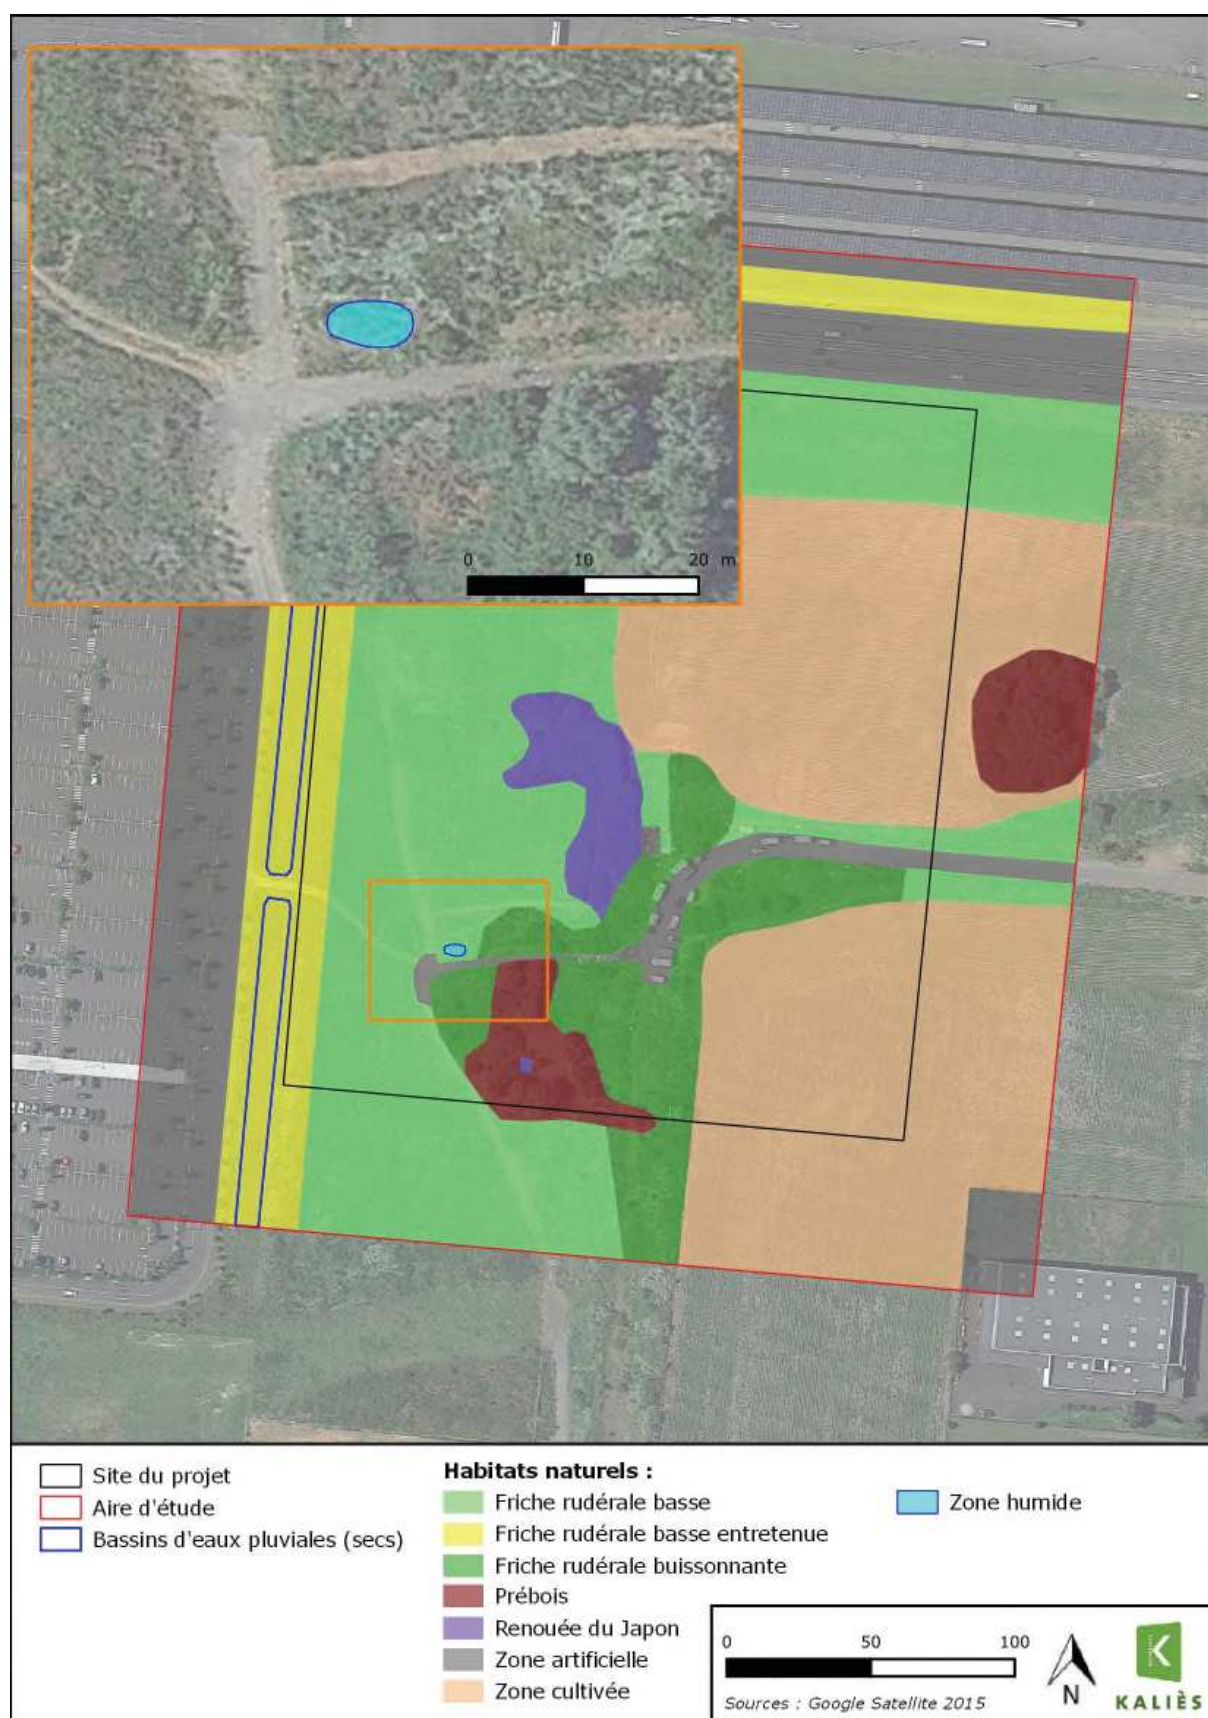 0 10 20 m
Site du projet
Aire d'étude
Bassins d'eaux pluviales (secs)
Habitats naturels :
Friche rudérale basse
Friche rudérale basse entretenue
Friche rudérale buissonnante
Prébois
Renouée du Japon
Zone artificielle
Zone cultivée
Zone humide
0 50 100
Sources : Google Satellite 2015
N
K
KALIÈS